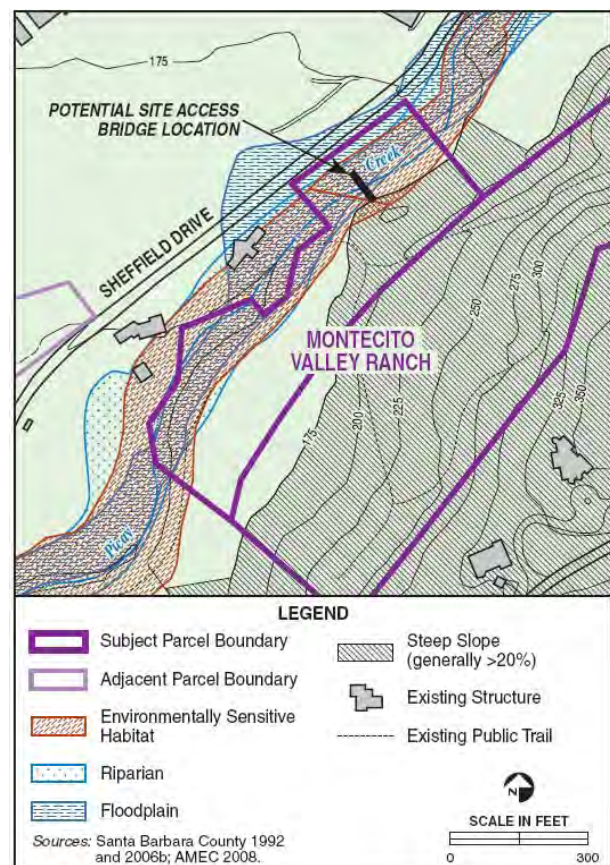 175
POTENTIAL SITE ACCESS
BRIDGE LOCATION
Creek
SHEFFIELD DRIVE
MONTECITO
VALLEY RANCH
175
200
225
250
275
300
325
350
Picay
LEGEND
Subject Parcel Boundary
Adjacent Parcel Boundary
Environmentally Sensitive
Habitat
Riparian
Floodplain
Steep Slope
(generally >20%)
Existing Structure
Existing Public Trail
N
SCALE IN FEET
0 300
Sources: Santa Barbara County 1992
and 2006b; AMEC 2008.